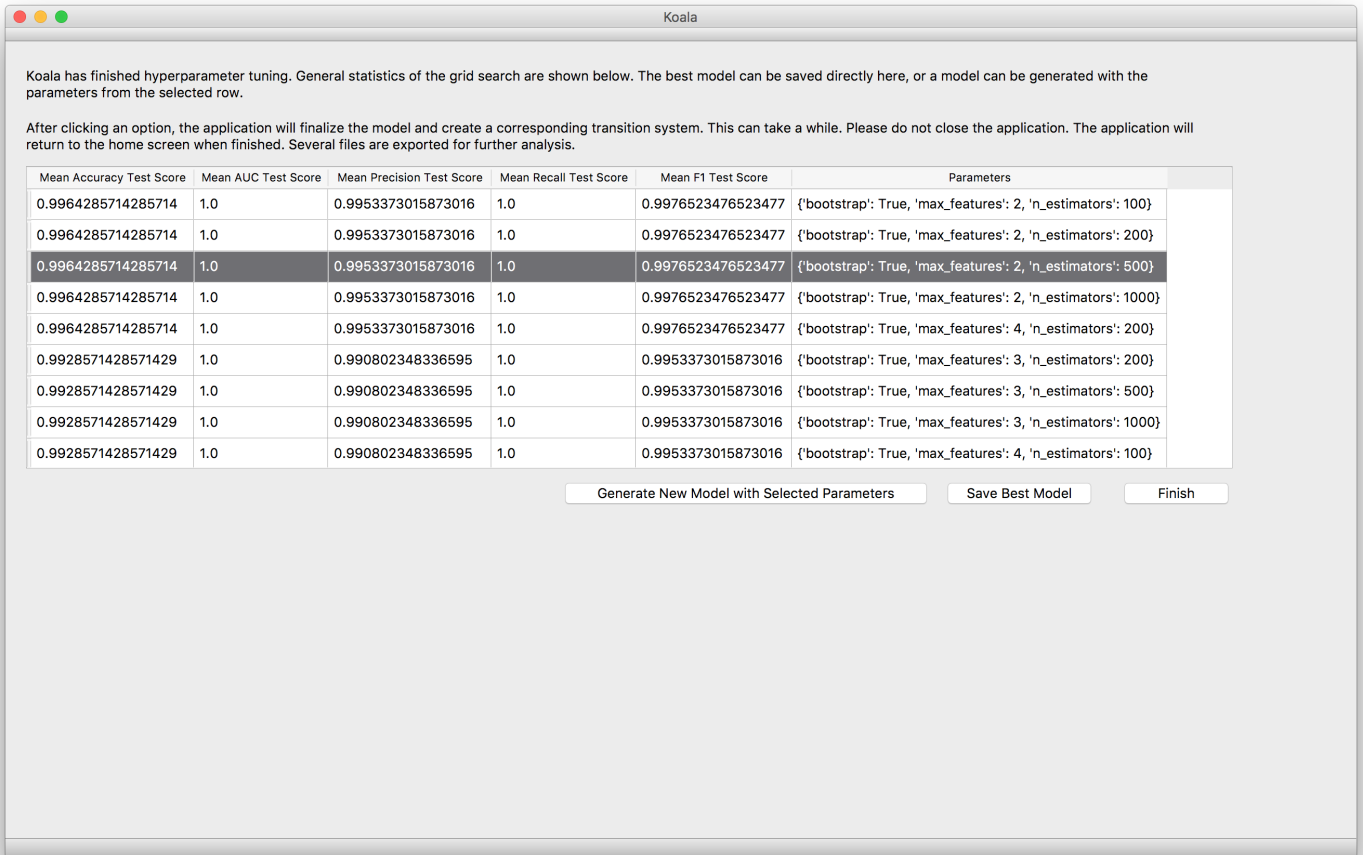 Koala
Koala has finished hyperparameter tuning. General statistics of the grid search are shown below. The best model can be saved directly here, or a model can be generated with the
parameters from the selected row.
After clicking an option, the application will finalize the model and create a corresponding transition system. This can take a while. Please do not close the application. The application will
return to the home screen when finished. Several files are exported for further analysis.
Mean Accuracy Test Score Mean AUC Test Score Mean Precision Test Score Mean Recall Test Score Mean F1 Test Score Parameters
0.9964285714285714 1.0 0.9953373015873016 1.0 0.9976523476523477 {'bootstrap': True, 'max_features': 2, 'n_estimators': 100}
0.9964285714285714 1.0 0.9953373015873016 1.0 0.9976523476523477 {'bootstrap': True, 'max_features': 2, 'n_estimators': 200}
0.9964285714285714 1.0 0.9953373015873016 1.0 0.9976523476523477 {'bootstrap': True, 'max_features': 2, 'n_estimators': 500}
0.9964285714285714 1.0 0.9953373015873016 1.0 0.9976523476523477 {'bootstrap': True, 'max_features': 2, 'n_estimators': 1000}
0.9964285714285714 1.0 0.9953373015873016 1.0 0.9976523476523477 {'bootstrap': True, 'max_features': 4, 'n_estimators': 200}
0.9928571428571429 1.0 0.990802348336595 1.0 0.9953373015873016 {'bootstrap': True, 'max_features': 3, 'n_estimators': 200}
0.9928571428571429 1.0 0.990802348336595 1.0 0.9953373015873016 {'bootstrap': True, 'max_features': 3, 'n_estimators': 500}
0.9928571428571429 1.0 0.990802348336595 1.0 0.9953373015873016 {'bootstrap': True, 'max_features': 3, 'n_estimators': 1000}
0.9928571428571429 1.0 0.990802348336595 1.0 0.9953373015873016 {'bootstrap': True, 'max_features': 4, 'n_estimators': 100}
Generate New Model with Selected Parameters Save Best Model Finish